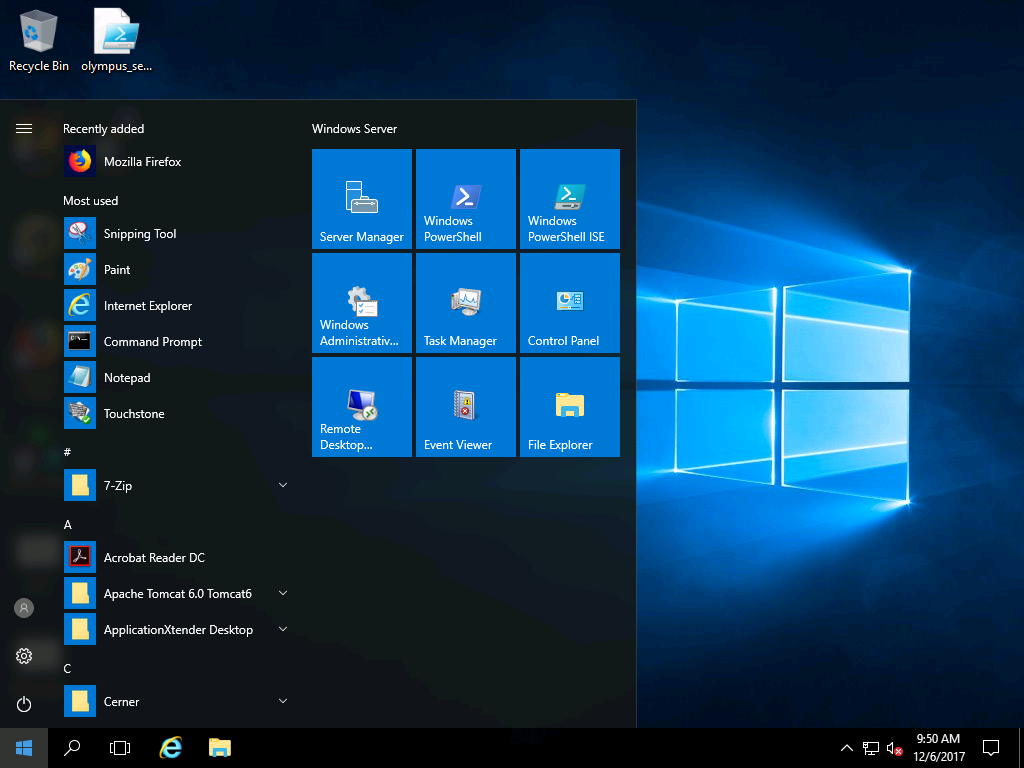 Recycle Bin
olympus_se...
Recently added
Mozilla Firefox
Most used
Snipping Tool
Paint
Internet Explorer
Command Prompt
Notepad
Touchstone
#
7-Zip
A
Acrobat Reader DC
Apache Tomcat 6.0 Tomcat6
ApplicationXtender Desktop
C
Cerner
Windows Server
Server Manager
Windows
PowerShell
Windows
PowerShell ISE
Windows
Administrativ...
Task Manager
Control Panel
Remote
Desktop...
Event Viewer
File Explorer
9:50 AM
12/6/2017